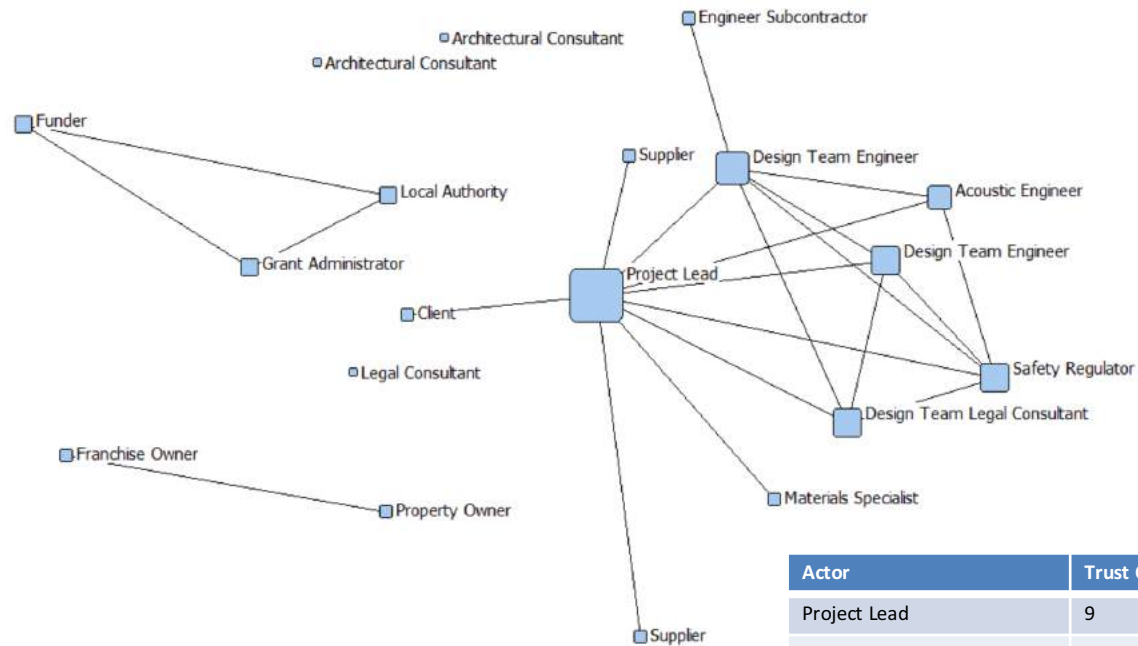 Engineer Subcontractor
Architectural Consultant
Architectural Consultant
Funder
Supplier
Design Team Engineer
Local Authority
Acoustic Engineer
Grant Administrator
Design Team Engineer
Project Lead
Client
Legal Consultant
Safety Regulator
Design Team Legal Consultant
Franchise Owner
Materials Specialist
Property Owner
Supplier
Actor Trust
Project Lead 9